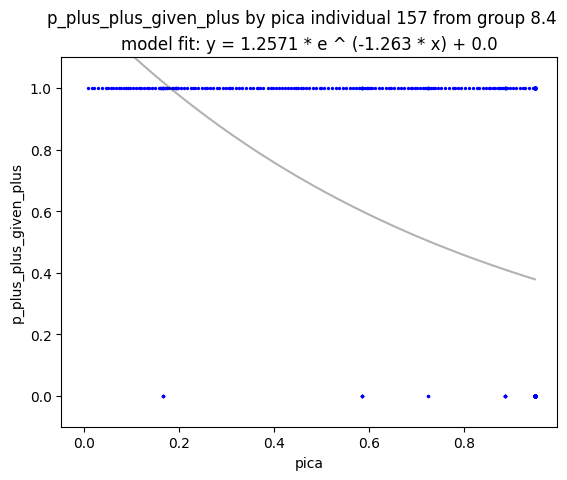 p_plus_plus_given_plus by pica individual 157 from group 8.4
model fit: y = 1.2571 * e ^ (-1.263 * x) + 0.0
1.0
0.8
0.6
0.4
0.2
0.0
p_plus_plus_given_plus
0.0 0.2 0.4 0.6 0.8
pica